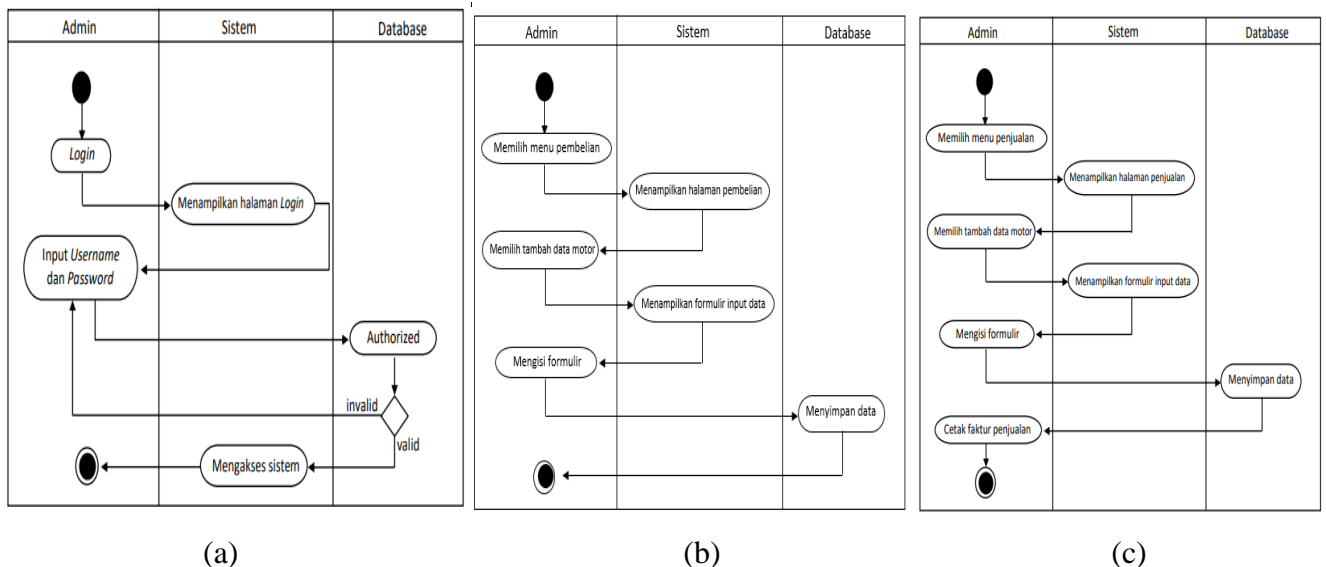 Admin
Sistem
Database
Login
Menampilkan halaman Login
Input Username
dan Password
Authorized
invalid
valid
Mengakses sistem
(a)
Admin
Sistem
Database
Memilih menu pembelian
Menampilkan halaman pembelian
Memilih tambah data motor
Menampilkan formulir input data
Mengisi formulir
Menyimpan data
(b)
Admin
Sistem
Database
Memilih menu penjualan
Menampilkan halaman penjualan
Memilih tambah data motor
Menampilkan formulir input data
Mengisi formulir
Menyimpan data
Cetak faktur penjualan
(c)